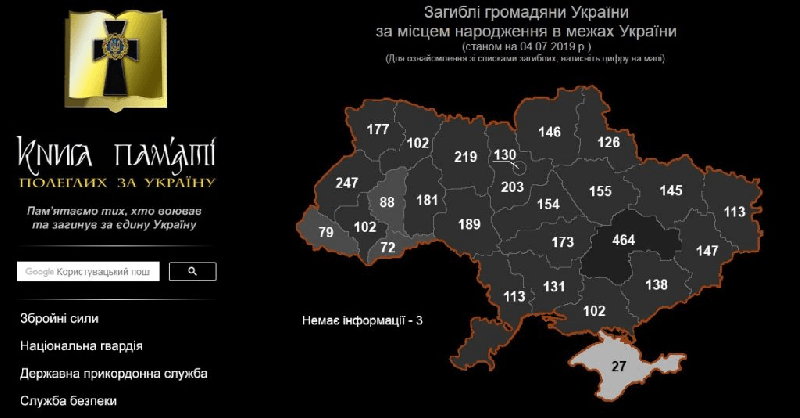 Загиблі громадяни України
за місцем народження в межах України
(станом на 04.07.2019 р.)
(Для ознайомлення зі списками загиблих, натисніть цифру на мапі)
Книга пам'яті
полеглих за Україну
Пам'ятаємо тих, хто воював
та загинув за єдину Україну
Google Користувацький пош
Збройні сили
Національна гвардія
Державна прикордонна служба
Служба безпеки
177
102
219
130
146
126
247
88
181
203
154
155
145
113
79
102
72
189
173
464
147
113
131
138
102
27
Немає інформації - 3